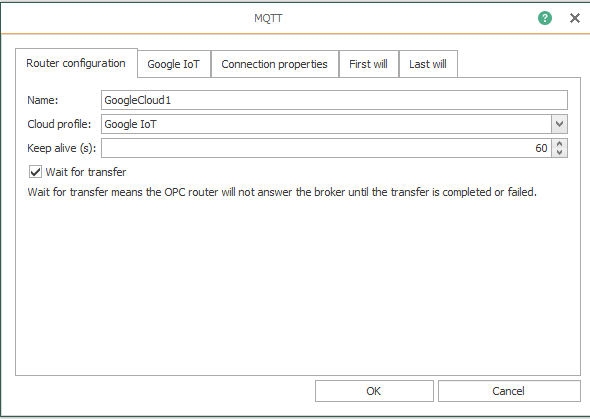 MQTT
?
Router configuration
Google IoT
Connection properties
First will
Last will
Name: GoogleCloud1
Cloud profile: Google IoT
Keep alive (s): 60
Wait for transfer
Wait for transfer means the OPC router will not answer the broker until the transfer is completed or failed.
OK
Cancel